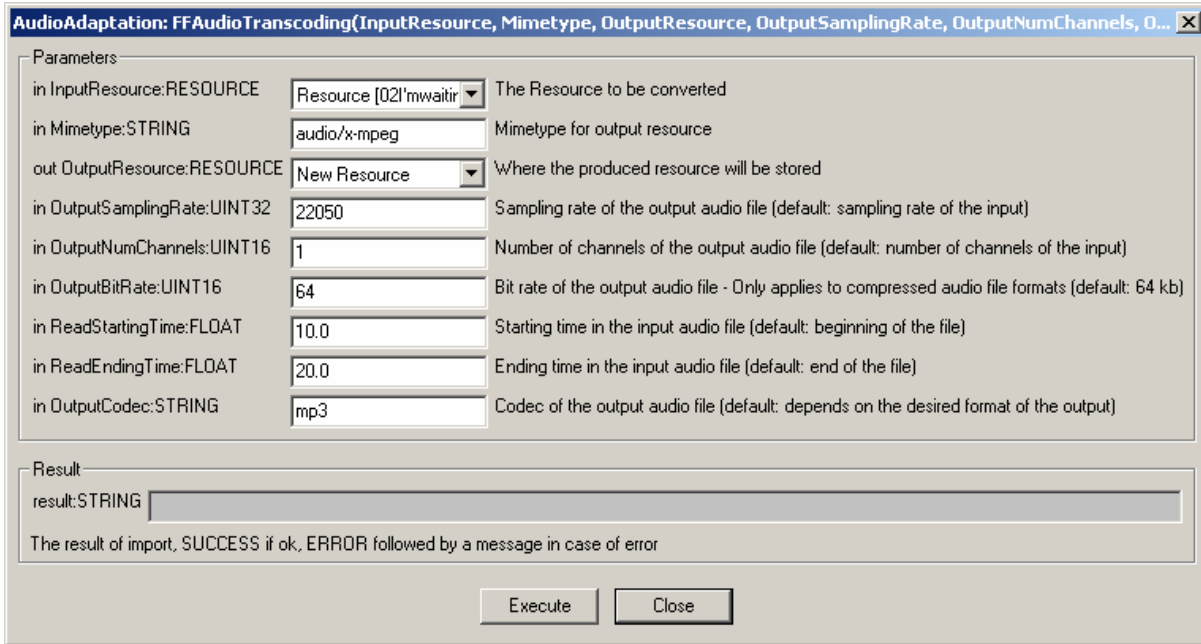 AudioAdaptation: FFAudioTranscoding(InputResource, Mimetype, OutputResource, OutputSamplingRate, OutputNumChannels, O...
Parameters
in InputResource:RESOURCE Resource [02I'mwaitir The Resource to be converted
in Mimetype:STRING audio/x-mpeg Mimetype for output resource
out OutputResource:RESOURCE New Resource Where the produced resource will be stored
in OutputSamplingRate:UINT32 22050 Sampling rate of the output audio file (default: sampling rate of the input)
in OutputNumChannels:UINT16 1 Number of channels of the output audio file (default: number of channels of the input)
in OutputBitRate:UINT16 64 Bit rate of the output audio file - Only applies to compressed audio file formats (default: 64 kb)
in ReadStartingTime:FLOAT 10.0 Starting time in the input audio file (default: beginning of the file)
in ReadEndingTime:FLOAT 20.0 Ending time in the input audio file (default: end of the file)
in OutputCodec:STRING mp3 Codec of the output audio file (default: depends on the desired format of the output)
Result
result:STRING
The result of import, SUCCESS if ok, ERROR followed by a message in case of error
Execute Close